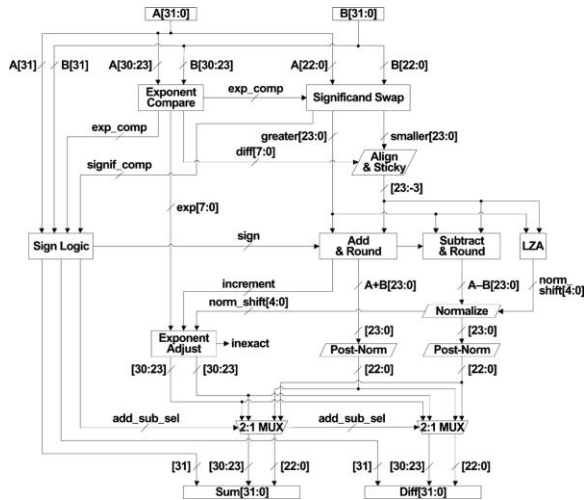 A[31:0]
B[31:0]
A[31]
B[31]
A[30:23]
B[30:23]
A[22:0]
B[22:0]
Exponent
Compare
exp_comp
Significand Swap
exp_comp
greater[23:0]
smaller[23:0]
signif_comp
diff[7:0]
Align
& Sticky
[23:-3]
exp[7:0]
Sign Logic
sign
Add
& Round
Subtract
& Round
LZA
increment
A+B[23:0]
A–B[23:0]
norm_
shift[4:0]
norm_shift[4:0]
Normalize
Exponent
Adjust
inexact
[23:0]
[23:0]
Post-Norm
Post-Norm
[30:23]
[30:23]
[22:0]
[22:0]
add_sub_sel
2:1 MUX
add_sub_sel
2:1 MUX
[31]
[30:23]
[22:0]
[31]
[30:23]
[22:0]
Sum[31:0]
Diff[31:0]